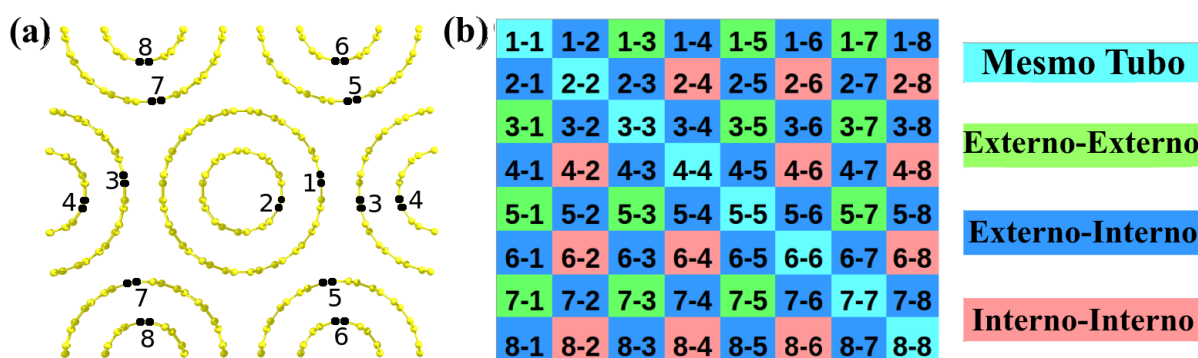 (a)
8
6
7
5
3
1
4
2
3
4
7
5
8
6
(b)
1-1 1-2 1-3 1-4 1-5 1-6 1-7 1-8
2-1 2-2 2-3 2-4 2-5 2-6 2-7 2-8
3-1 3-2 3-3 3-4 3-5 3-6 3-7 3-8
4-1 4-2 4-3 4-4 4-5 4-6 4-7 4-8
5-1 5-2 5-3 5-4 5-5 5-6 5-7 5-8
6-1 6-2 6-3 6-4 6-5 6-6 6-7 6-8
7-1 7-2 7-3 7-4 7-5 7-6 7-7 7-8
8-1 8-2 8-3 8-4 8-5 8-6 8-7 8-8
Mesmo Tubo
Externo-Externo
Externo-Interno
Interno-Interno